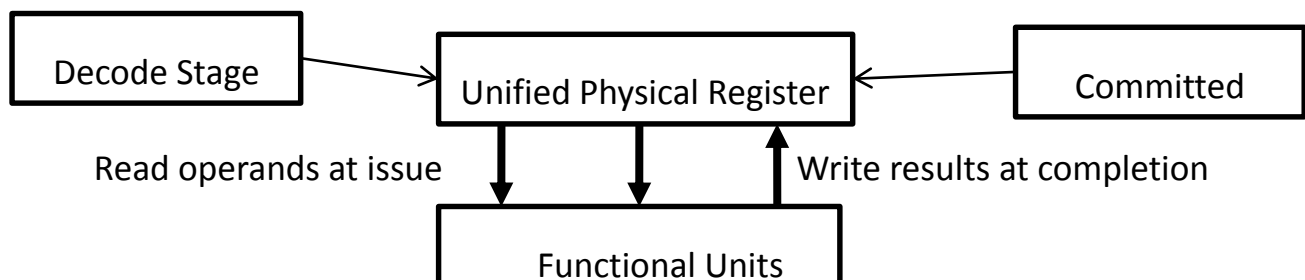 Decode Stage
Unified Physical Register
Committed
Read operands at issue
Write results at completion
Functional Units